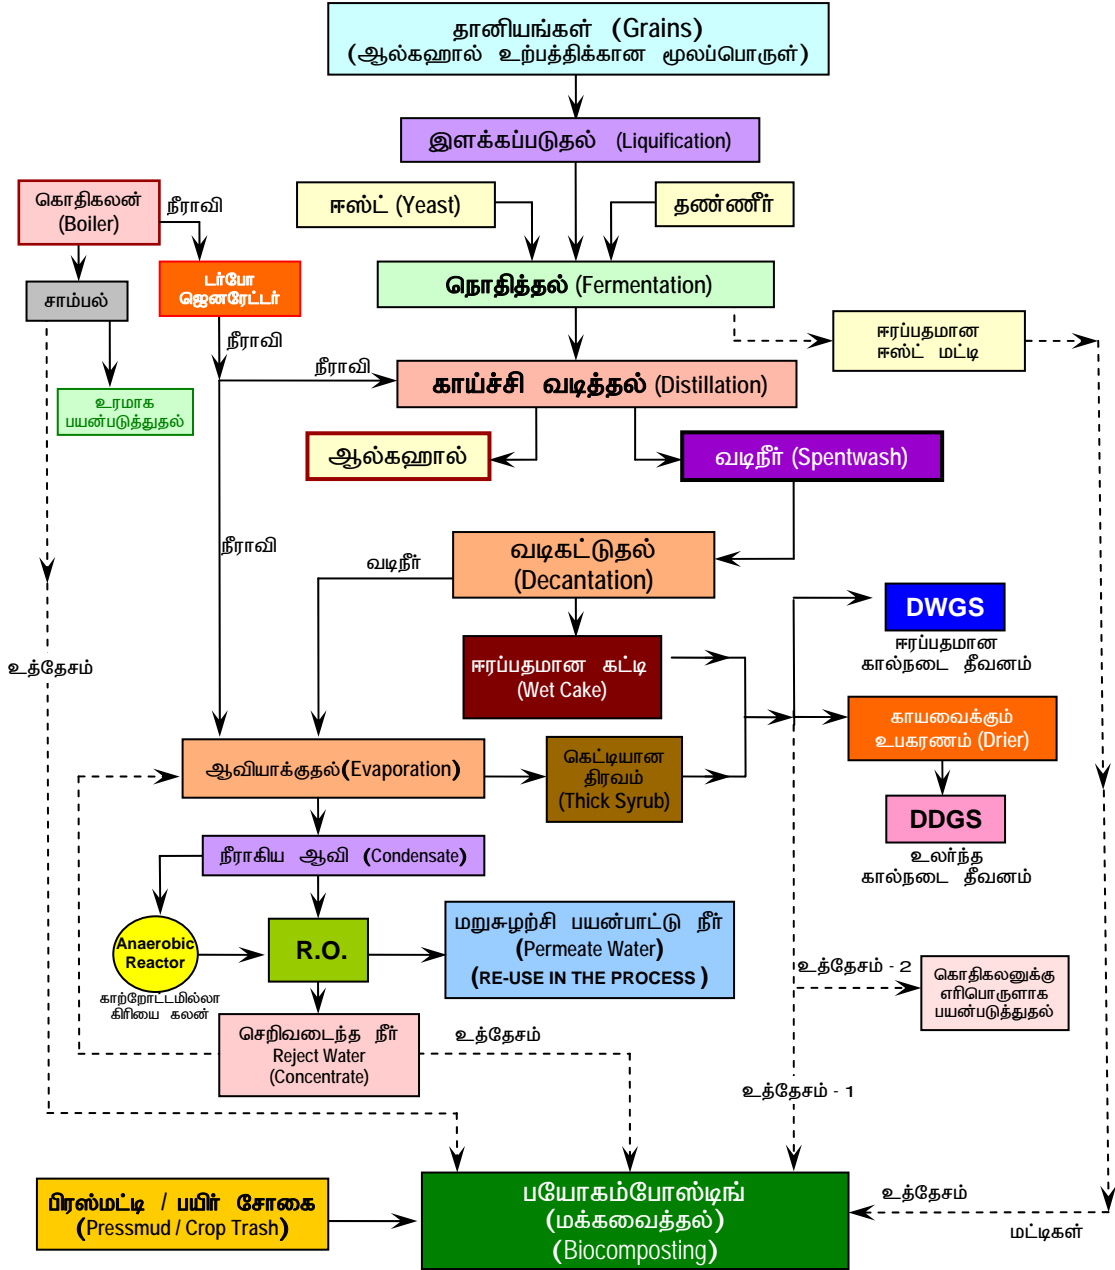 தானியங்கள் (Grains)
(ஆல்கஹால் உற்பத்திக்கான மூலப்பொருள்)
இளக்கப்படுதல் (Liquification)
கொதிகலன்
(Boiler)
நீராவி
ஈஸ்ட் (Yeast)
தண்ணீர்
டர்போ
ஜெனரேட்டர்
நொதித்தல் (Fermentation)
சாம்பல்
நீராவி
ஈரப்பதமான
ஈஸ்ட் மட்டி
நீராவி
காய்ச்சி வடித்தல் (Distillation)
உரமாக
பயன்படுத்துதல்
ஆல்கஹால்
வடிநீர் (Spentwash)
நீராவி
வடிநீர்
வடிகட்டுதல்
(Decantation)
DWGS
ஈரப்பதமான
கால்நடை தீவனம்
உத்தேசம்
ஈரப்பதமான கட்டி
(Wet Cake)
காயவைக்கும்
உபகரணம் (Drier)
ஆவியாக்குதல்(Evaporation)
கெட்டியான
திரவம்
(Thick Syrub)
DDGS
உலர்ந்த
கால்நடை தீவனம்
நீராகிய ஆவி (Condensate)
Anaerobic
Reactor
காற்றோட்டமில்லா
கிரியை கலன்
R.O.
மறுசுழற்சி பயன்பாட்டு நீர்
(Permeate Water)
(RE-USE IN THE PROCESS )
உத்தேசம் - 2
கொதிகலனுக்கு
எரிபொருளாக
பயன்படுத்துதல்
செறிவடைந்த நீர்
Reject Water
(Concentrate)
உத்தேசம்
உத்தேசம் - 1
பிரஸ்மட்டி / பயிர் சோகை
(Pressmud / Crop Trash)
பயோகம்போஸ்டிங்
(மக்கவைத்தல்)
(Biocomposting)
உத்தேசம்
மட்டிகள்